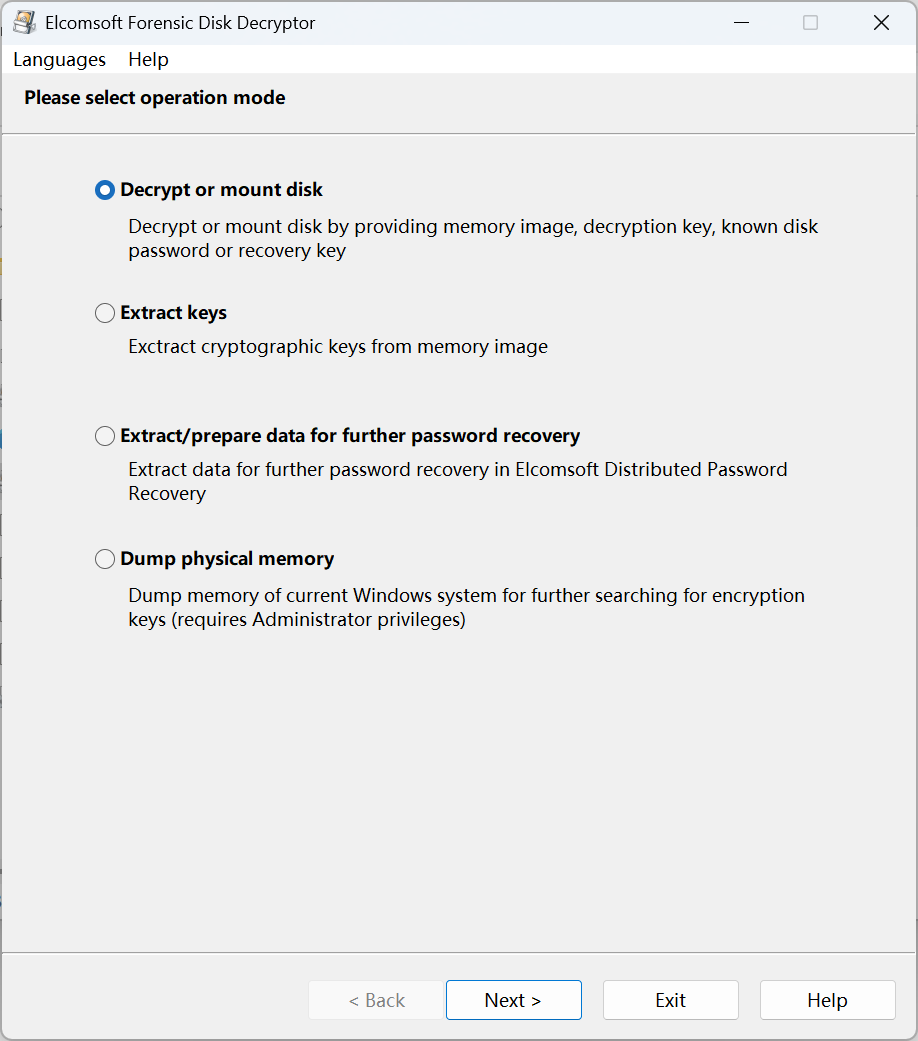 Elcomsoft Forensic Disk Decryptor
Languages Help
Please select operation mode
Decrypt or mount disk
Decrypt or mount disk by providing memory image, decryption key, known disk
password or recovery key
Extract keys
Exctract cryptographic keys from memory image
Extract/prepare data for further password recovery
Extract data for further password recovery in Elcomsoft Distributed Password
Recovery
Dump physical memory
Dump memory of current Windows system for further searching for encryption
keys (requires Administrator privileges)
< Back Next > Exit Help